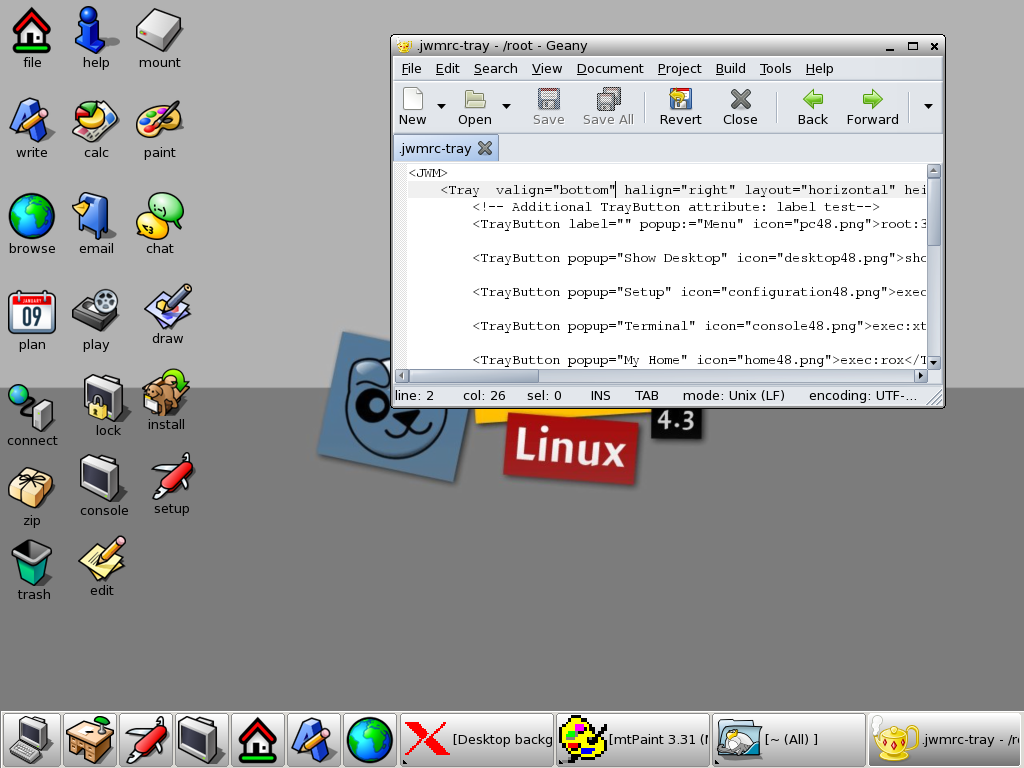 file help mount
write calc paint
browse email chat
JANUARY
09
plan play draw
connect lock install
zip console setup
trash edit
.jwmrc-tray - /root - Geany
File Edit Search View Document Project Build Tools Help
New Open Save Save All Revert Close Back Forward
.jwmrc-tray
<JWM>
<Tray  valign="bottom" halign="right" layout="horizontal" hei
<!-- Additional TrayButton attribute: label test-->
<TrayButton label="" popup:="Menu" icon="pc48.png">root:3
<TrayButton popup="Show Desktop" icon="desktop48.png">sho
<TrayButton popup="Setup" icon="configuration48.png">exec
<TrayButton popup="Terminal" icon="console48.png">exec:xt
<TrayButton popup="My Home" icon="home48.png">exec:rox</T
line: 2 col: 26 sel: 0 INS TAB mode: Unix (LF) encoding: UTF-...
4.3
Linux
[Desktop backg [mtPaint 3.31 ( [~ (All) ] .jwmrc-tray - /ro